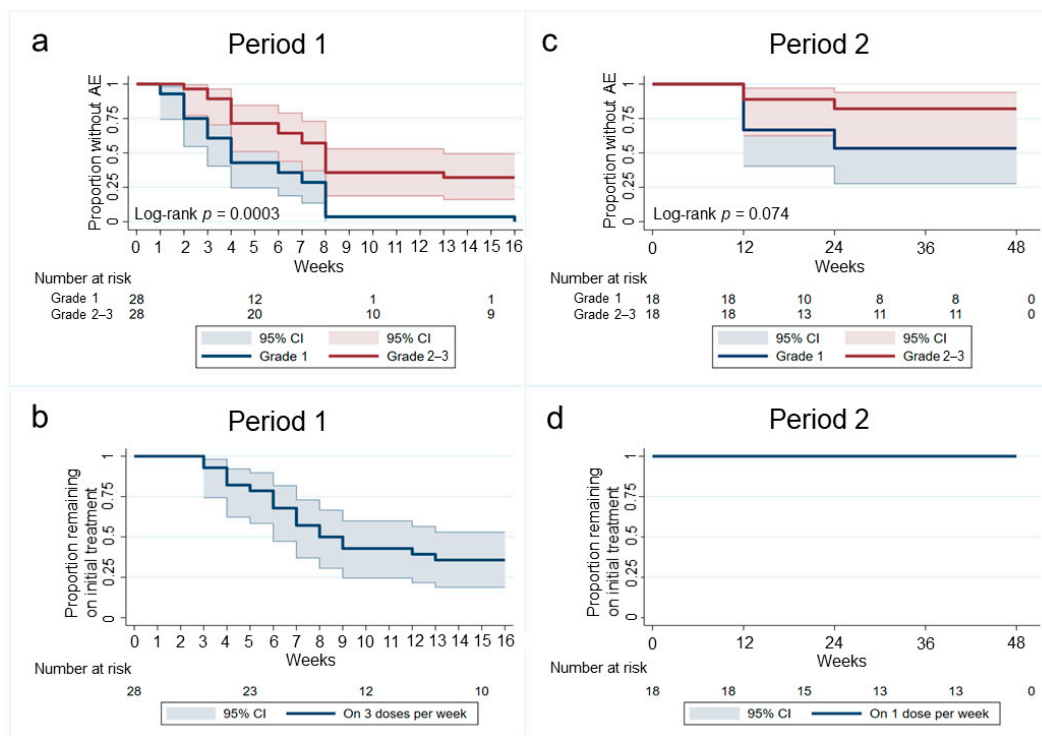 a
Period 1
Proportion without AE
1
0.75
0.5
0.25
0
Log-rank p = 0.0003
0 1 2 3 4 5 6 7 8 9 10 11 12 13 14 15 16
Weeks
Number at risk
Grade 1 28 12 1 1
Grade 2–3 28 20 10 9
95% CI 95% CI
Grade 1 Grade 2–3
c
Period 2
Proportion without AE
1
0.75
0.5
0.25
0
Log-rank p = 0.074
0 12 24 36 48
Weeks
Number at risk
Grade 1 18 18 10 8 8 0
Grade 2–3 18 18 13 11 11 0
95% CI 95% CI
Grade 1 Grade 2–3
b
Period 1
Proportion remaining
on initial treatment
1
0.75
0.5
0.25
0
0 1 2 3 4 5 6 7 8 9 10 11 12 13 14 15 16
Weeks
Number at risk
28 23 12 10
95% CI On 3 doses per week
d
Period 2
Proportion remaining
on initial treatment
1
0.75
0.5
0.25
0
0 12 24 36 48
Weeks
Number at risk
18 18 15 13 13 0
95% CI On 1 dose per week